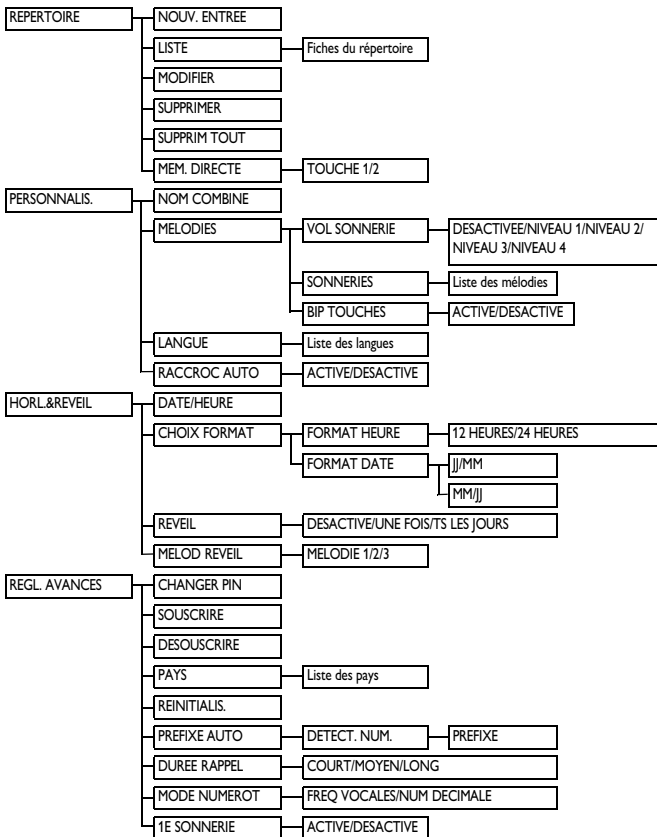 REPERTOIRE
NOUV. ENTREE
LISTE
Fiches du répertoire
MODIFIER
SUPPRIMER
SUPPRIM TOUT
MEM. DIRECTE
TOUCHE 1/2
PERSONNALIS.
NOM COMBINE
MELODIES
VOL SONNERIE
DESACTIVEE/NIVEAU 1/NIVEAU 2/
NIVEAU 3/NIVEAU 4
SONNERIES
Liste des mélodies
BIP TOUCHES
ACTIVE/DESACTIVE
LANGUE
Liste des langues
RACCROC AUTO
ACTIVE/DESACTIVE
HORL.&REVEIL
DATE/HEURE
CHOIX FORMAT
FORMAT HEURE
12 HEURES/24 HEURES
FORMAT DATE
JJ/MM
MM/JJ
REVEIL
DESACTIVE/UNE FOIS/TS LES JOURS
MELOD REVEIL
MELODIE 1/2/3
REGL. AVANCES
CHANGER PIN
SOUSCRIRE
DESOUSCRIRE
PAYS
Liste des pays
REINITIALIS.
PREFIXE AUTO
DETECT. NUM.
PREFIXE
DUREE RAPPEL
COURT/MOYEN/LONG
MODE NUMEROT
FREQ VOCALES/NUM DECIMALE
1E SONNERIE
ACTIVE/DESACTIVE